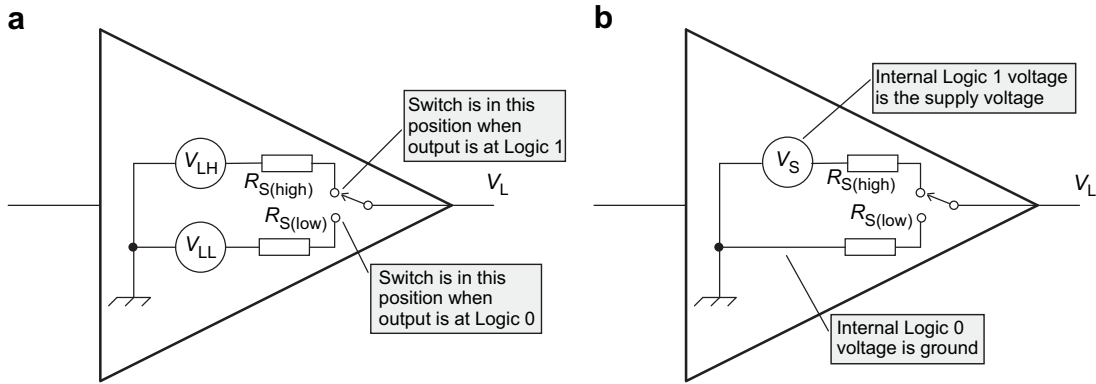 a
Switch is in this
position when
output is at Logic 1
V_LH
R_S(high)
V_L
R_S(low)
V_LL
Switch is in this
position when
output is at Logic 0
b
Internal Logic 1 voltage
is the supply voltage
V_S
R_S(high)
V_L
R_S(low)
Internal Logic 0
voltage is ground